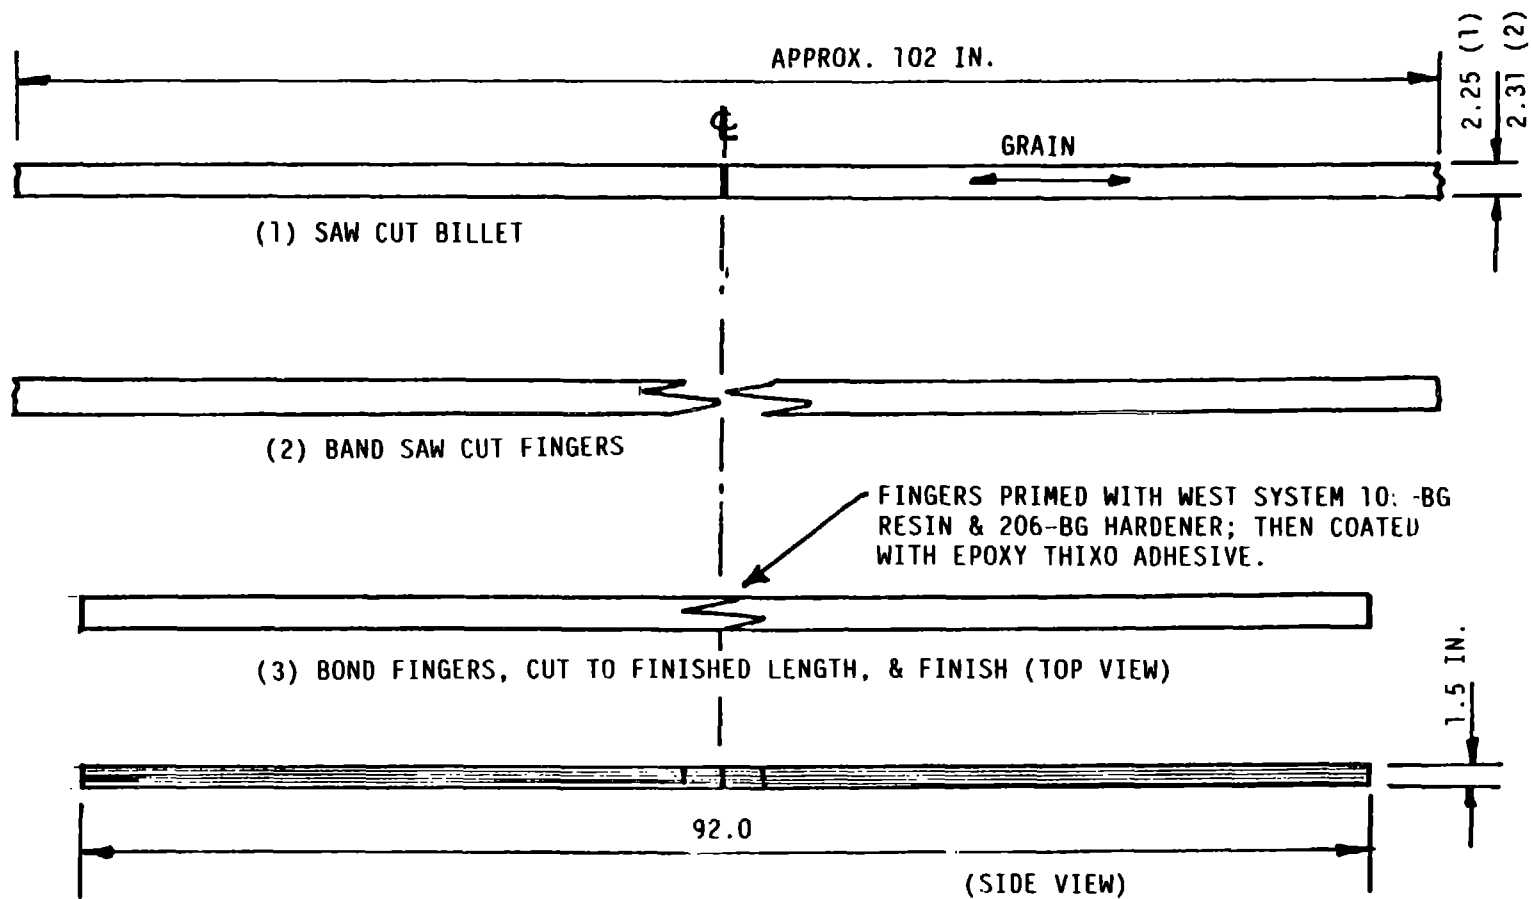 APPROX. 102 IN.
2.25 (1)
2.31 (2)
℄
GRAIN
(1) SAW CUT BILLET
(2) BAND SAW CUT FINGERS
FINGERS PRIMED WITH WEST SYSTEM -BG
RESIN & 206-BG HARDENER; THEN COATED
WITH EPOXY THIXO ADHESIVE.
(3) BOND FINGERS, CUT TO FINISHED LENGTH, & FINISH (TOP VIEW)
1.5 IN.
92.0
(SIDE VIEW)